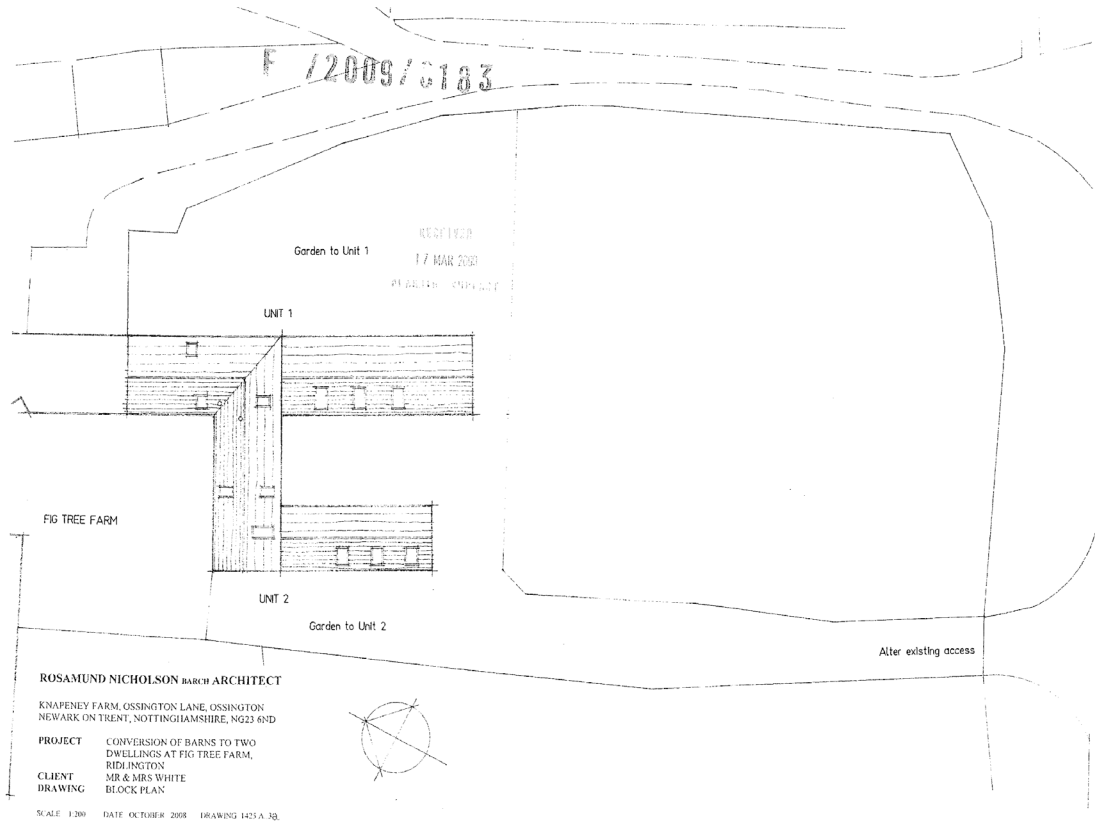 F /2009/0183
Garden to Unit 1
RECEIVED
17 MAR 2009
UNIT 1
FIG TREE FARM
UNIT 2
Garden to Unit 2
Alter existing access
ROSAMUND NICHOLSON BARCH ARCHITECT
KNAPENEY FARM, OSSINGTON LANE, OSSINGTON
NEWARK ON TRENT, NOTTINGHAMSHIRE, NG23 6ND
PROJECT CONVERSION OF BARNS TO TWO
DWELLINGS AT FIG TREE FARM,
RIDLINGTON
CLIENT MR & MRS WHITE
DRAWING BLOCK PLAN
SCALE 1:200 DATE OCTOBER 2008 DRAWING 1423 A.3B